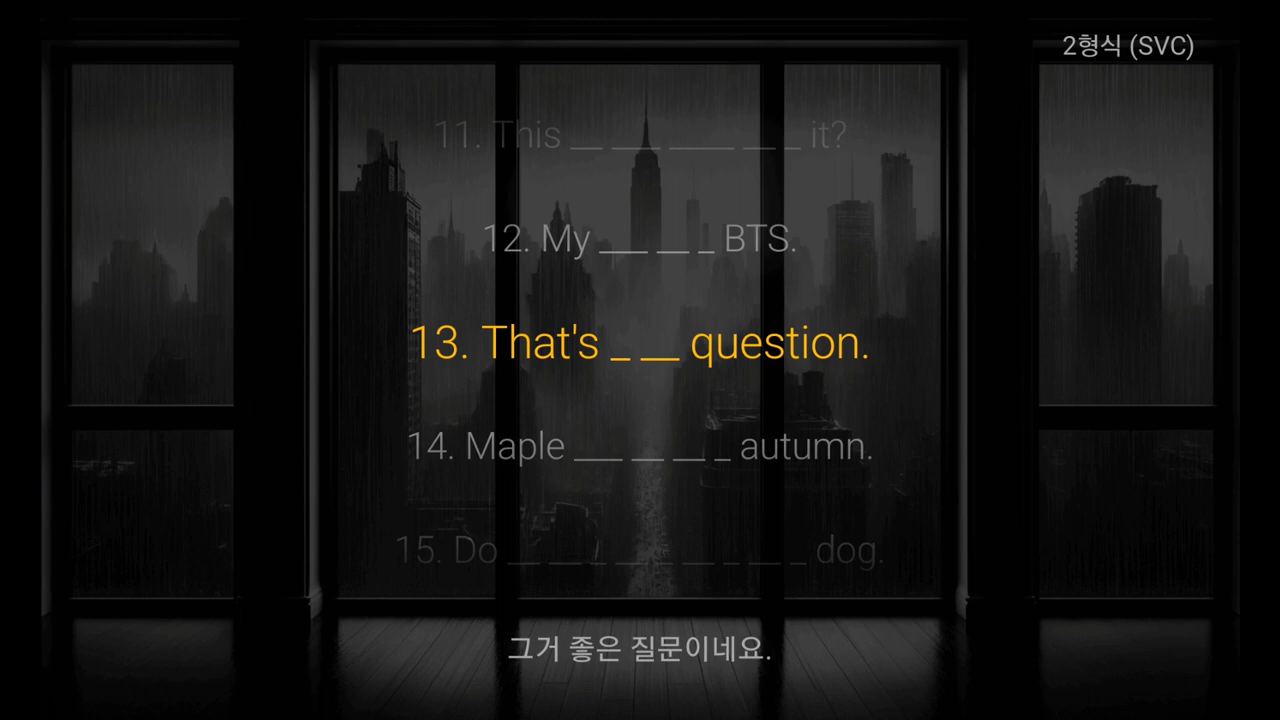 2형식 (SVC)
11. This __ ___ ____ __ _ it?
12. My ___ __ _ BTS.
13. That's _ __ question.
14. Maple ___ __ __ _ autumn.
15. Do __ __ _ __ _ __ _ __ _ dog.
그거 좋은 질문이네요.